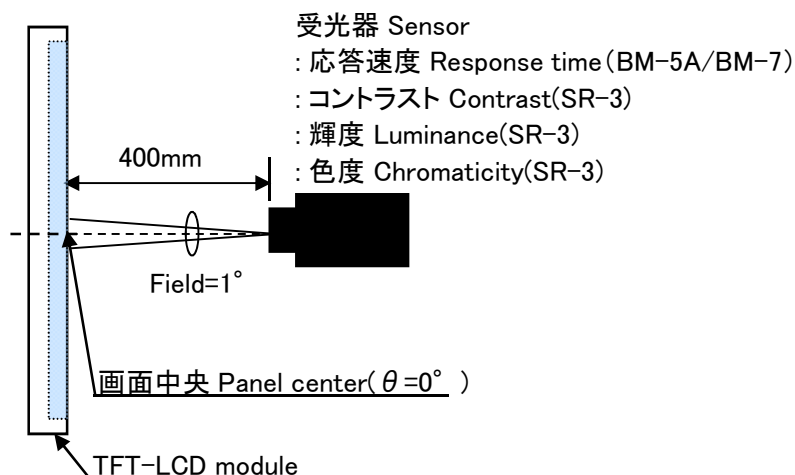 受光器 Sensor
: 応答速度 Response time（BM-5A/BM-7）
: コントラスト Contrast(SR-3)
: 輝度 Luminance(SR-3)
: 色度 Chromaticity(SR-3)
400mm
Field=1°
画面中央 Panel center( θ=0° )
TFT-LCD module